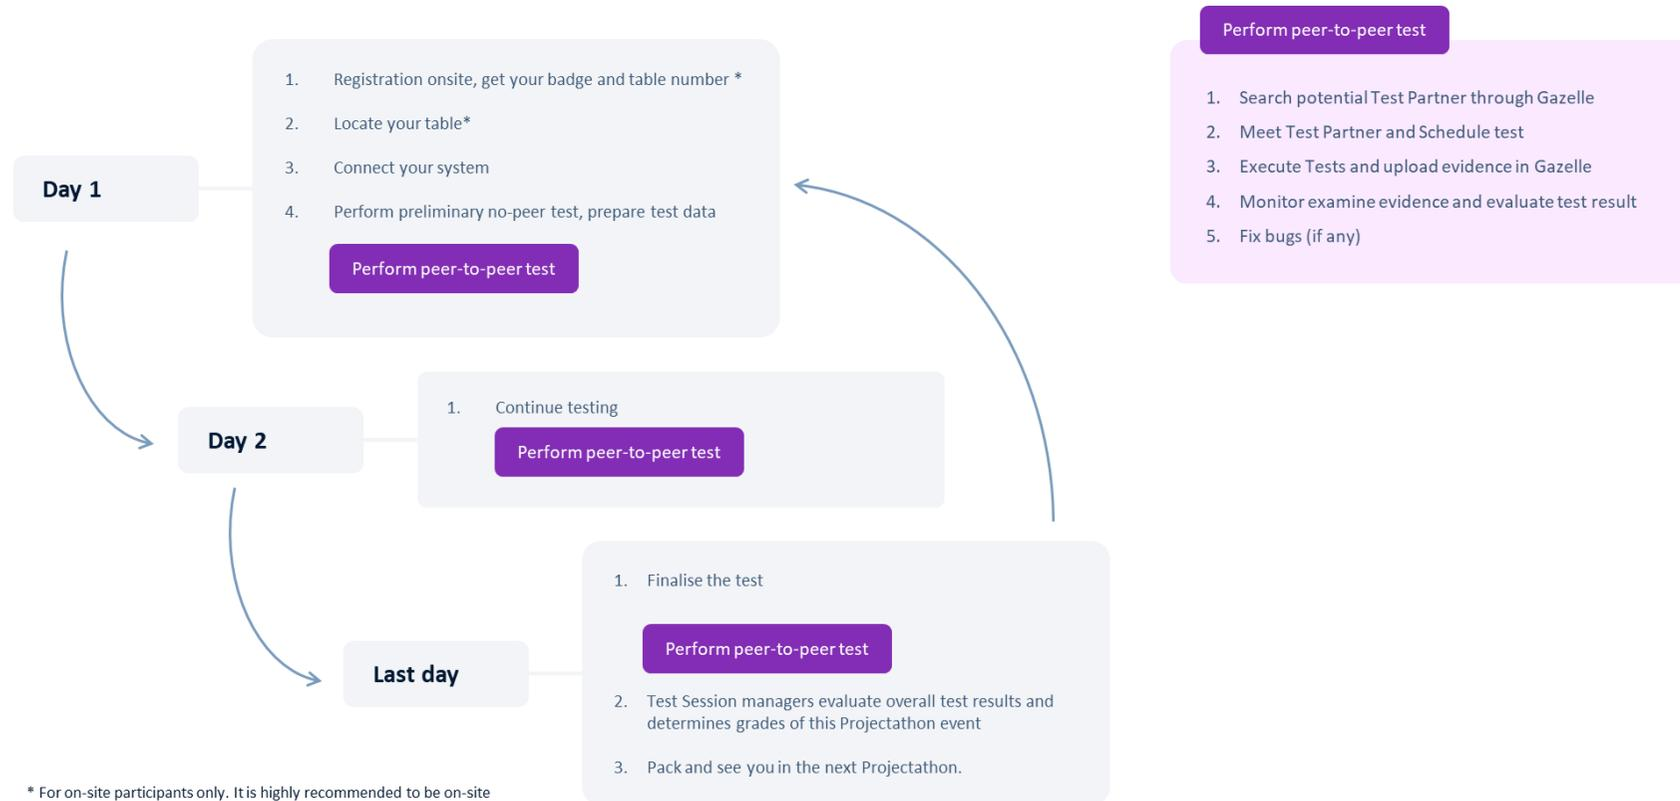 Day 1
1. Registration onsite, get your badge and table number *
2. Locate your table*
3. Connect your system
4. Perform preliminary no-peer test, prepare test data
Perform peer-to-peer test
Day 2
1. Continue testing
Perform peer-to-peer test
Last day
1. Finalise the test
Perform peer-to-peer test
2. Test Session managers evaluate overall test results and
determines grades of this Projectathon event
3. Pack and see you in the next Projectathon.
* For on-site participants only. It is highly recommended to be on-site
Perform peer-to-peer test
1. Search potential Test Partner through Gazelle
2. Meet Test Partner and Schedule test
3. Execute Tests and upload evidence in Gazelle
4. Monitor examine evidence and evaluate test result
5. Fix bugs (if any)